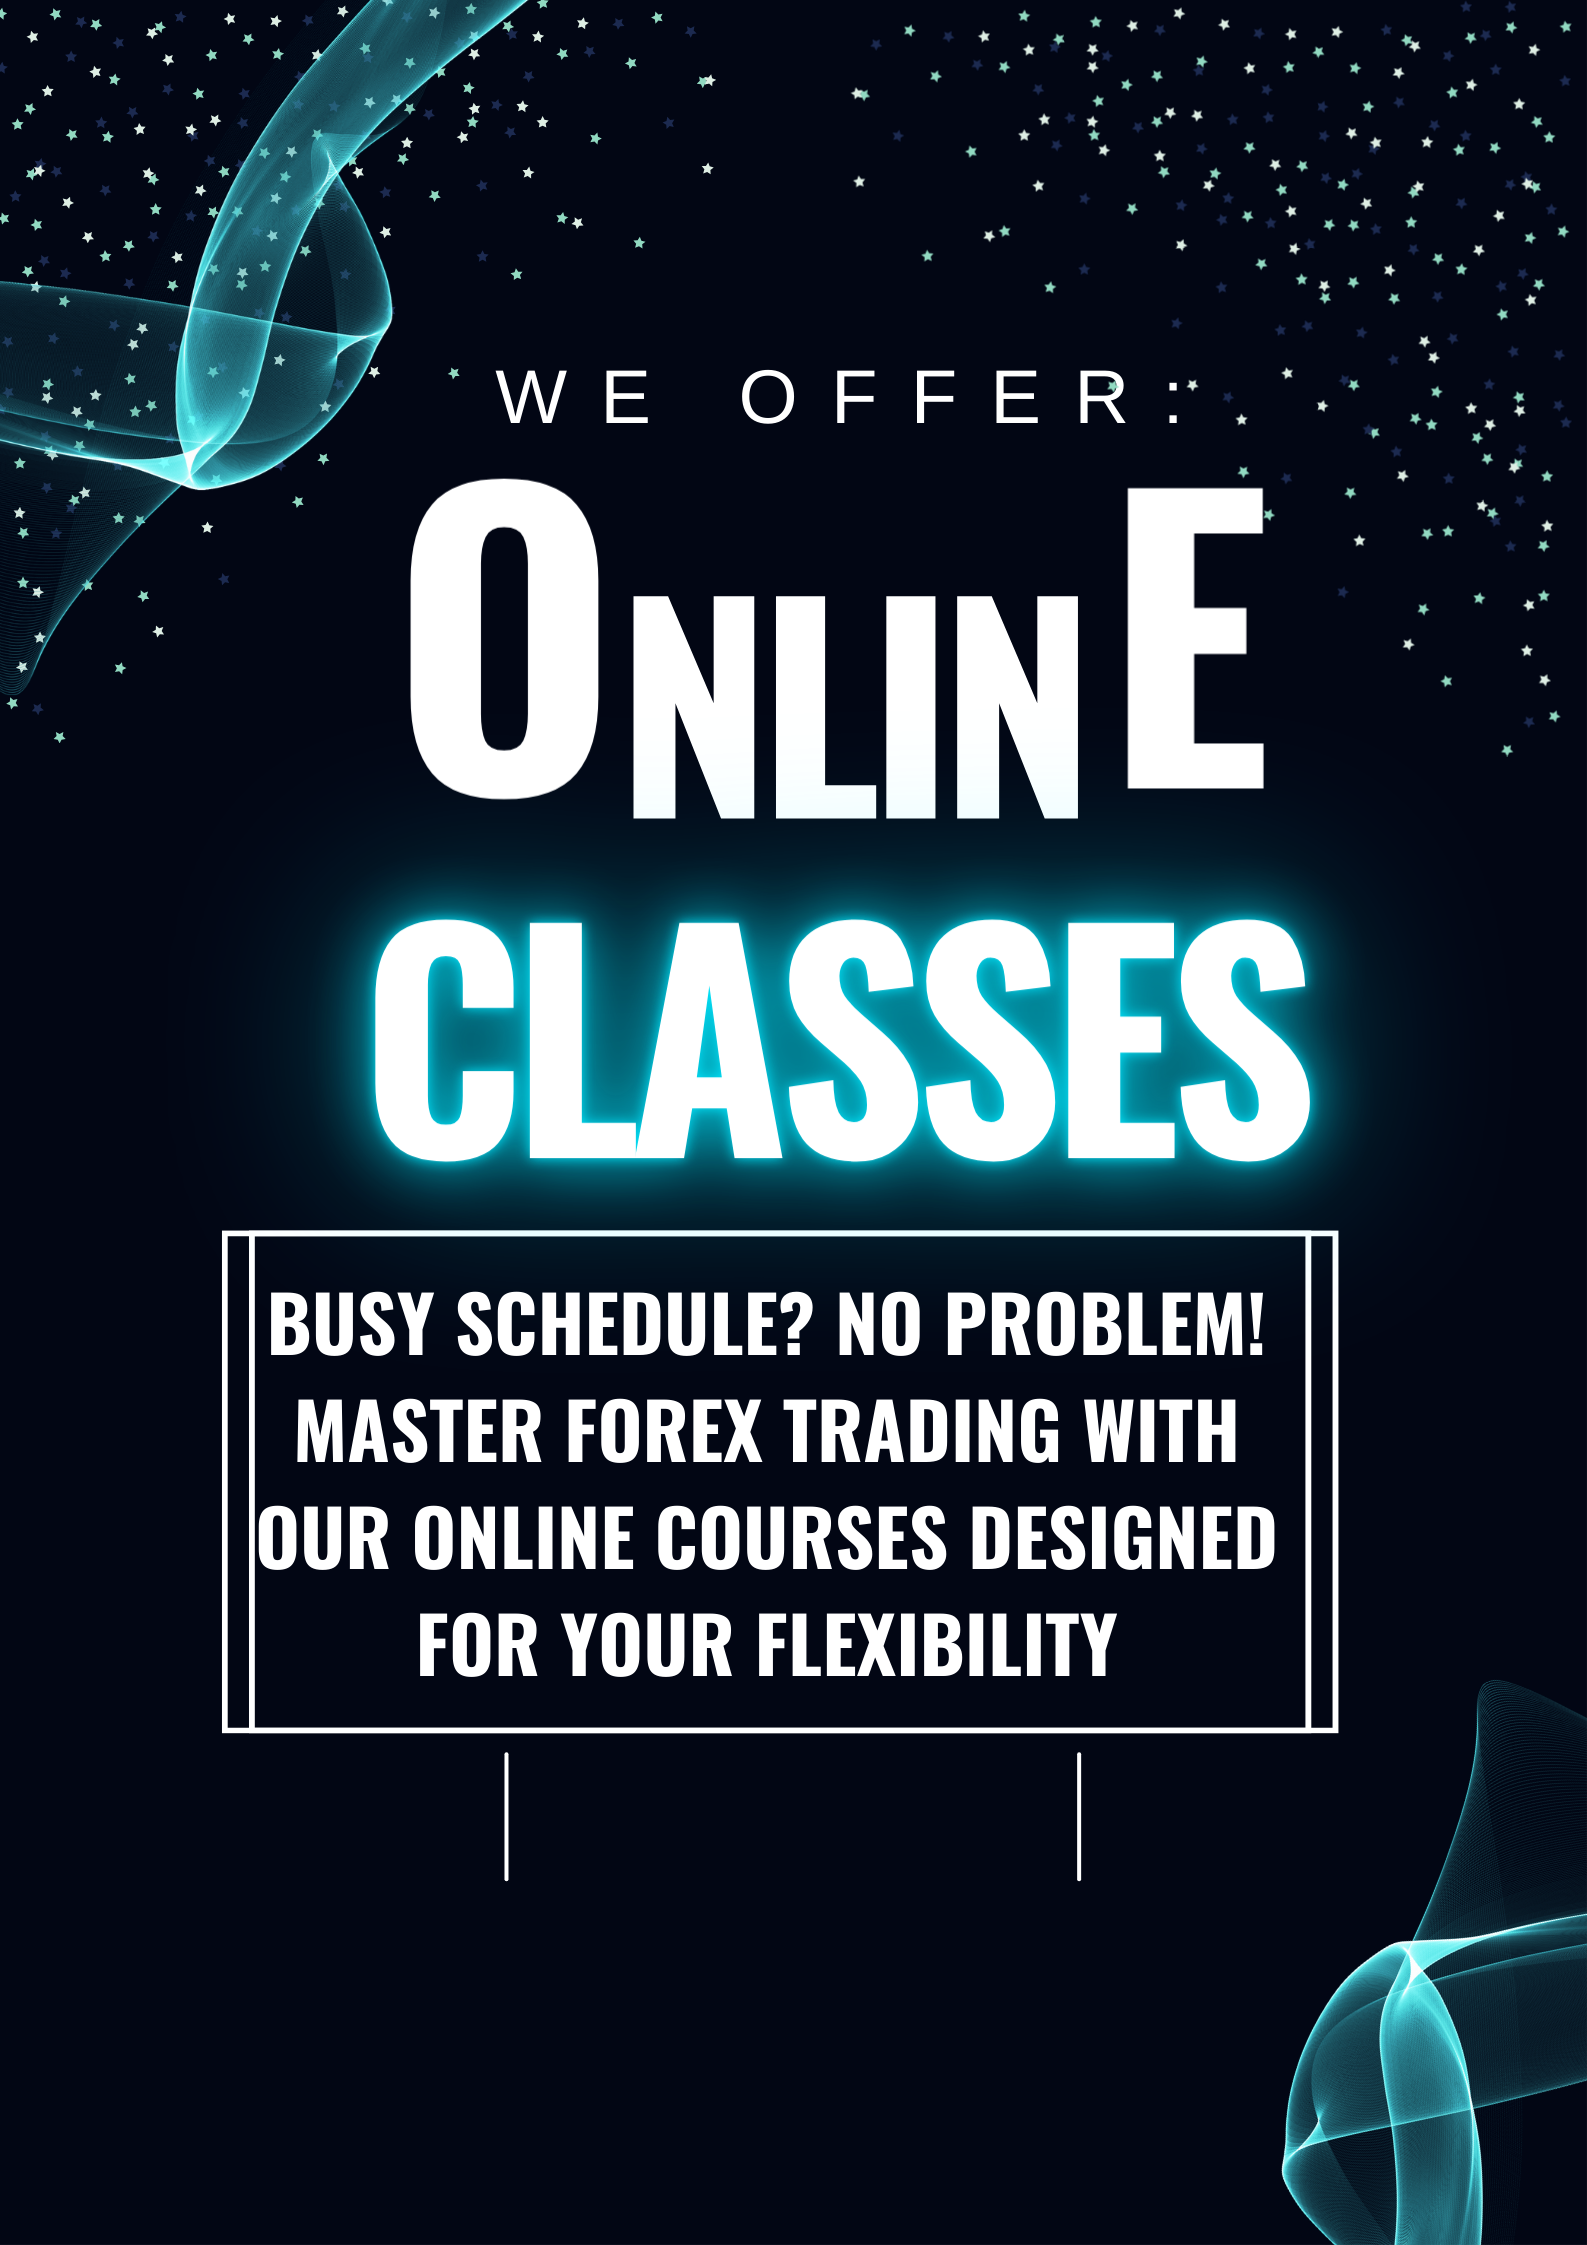 WE OFFER:
ONLINE
CLASSES
BUSY SCHEDULE? NO PROBLEM!
MASTER FOREX TRADING WITH
OUR ONLINE COURSES DESIGNED
FOR YOUR FLEXIBILITY